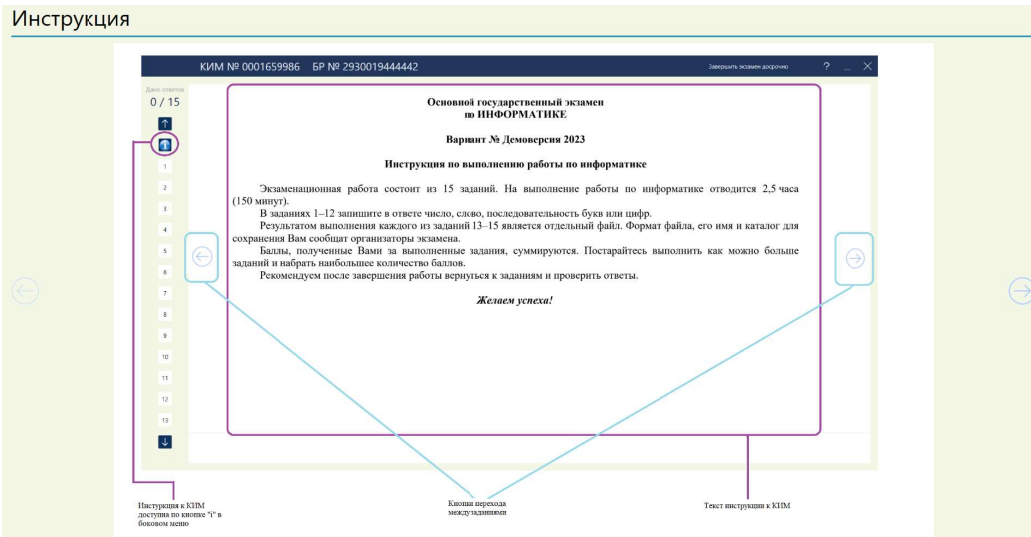 Инструкция
КИМ № 0001659986 БР № 2930019444442
Завершить экзамен досрочно ? _ ×
Дано ответов
0 / 15
i
1
2
3
4
5
6
7
8
9
10
11
12
13
Основной государственный экзамен
по ИНФОРМАТИКЕ
Вариант № Демоверсия 2023
Инструкция по выполнению работы по информатике
Экзаменационная работа состоит из 15 заданий. На выполнение работы по информатике отводится 2,5 часа
(150 минут).
В заданиях 1–12 запишите в ответе число, слово, последовательность букв или цифр.
Результатом выполнения каждого из заданий 13–15 является отдельный файл. Формат файла, его имя и каталог для
сохранения Вам сообщат организаторы экзамена.
Баллы, полученные Вами за выполненные задания, суммируются. Постарайтесь выполнить как можно больше
заданий и набрать наибольшее количество баллов.
Рекомендуем после завершения работы вернуться к заданиям и проверить ответы.
Желаем успеха!
Инструкция к КИМ
доступна по кнопке "i" в
боковом меню
Кнопки перехода
между заданиями
Текст инструкции к КИМ